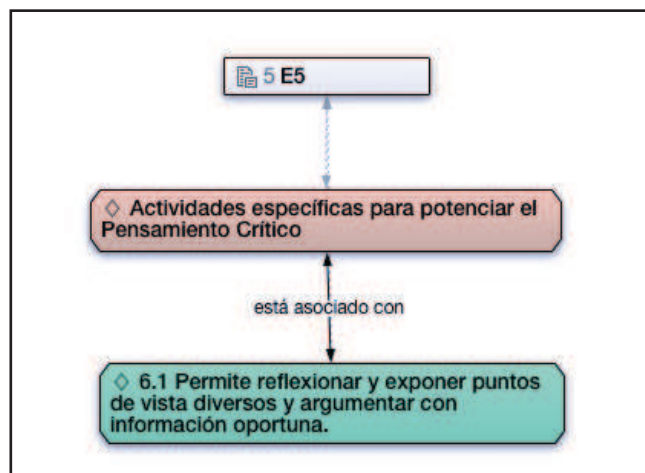 5 E5
◇ Actividades específicas para potenciar el
Pensamiento Crítico
está asociado con
◇ 6.1 Permite reflexionar y exponer puntos
de vista diversos y argumentar con
información oportuna.